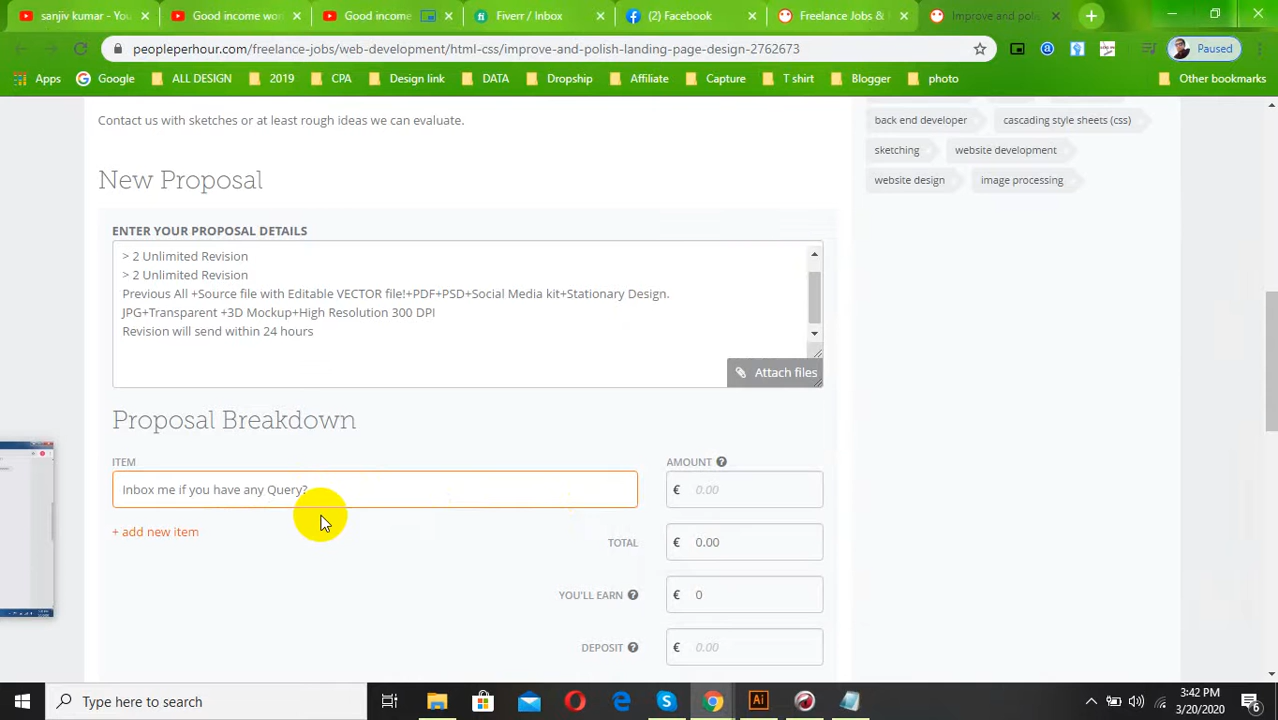 sanjiv kumar - You
Good income wor
Good income
Fiverr / Inbox
(2) Facebook
Freelance Jobs &
Improve and poli
peopleperhour.com/freelance-jobs/web-development/html-css/improve-and-polish-landing-page-design-2762673
Paused
Apps
Google
ALL DESIGN
2019
CPA
Design link
DATA
Dropship
Affiliate
Capture
T shirt
Blogger
photo
Other bookmarks
Contact us with sketches or at least rough ideas we can evaluate.
back end developer
cascading style sheets (css)
sketching
website development
website design
image processing
New Proposal
ENTER YOUR PROPOSAL DETAILS
> 2 Unlimited Revision
> 2 Unlimited Revision
Previous All +Source file with Editable VECTOR file!+PDF+PSD+Social Media kit+Stationary Design.
JPG+Transparent +3D Mockup+High Resolution 300 DPI
Revision will send within 24 hours
Attach files
Proposal Breakdown
ITEM
AMOUNT ?
Inbox me if you have any Query?
€ 0.00
+ add new item
TOTAL
€ 0.00
YOU'LL EARN ?
€ 0
DEPOSIT ?
€ 0.00
Type here to search
Ai
3:42 PM
3/20/2020
6